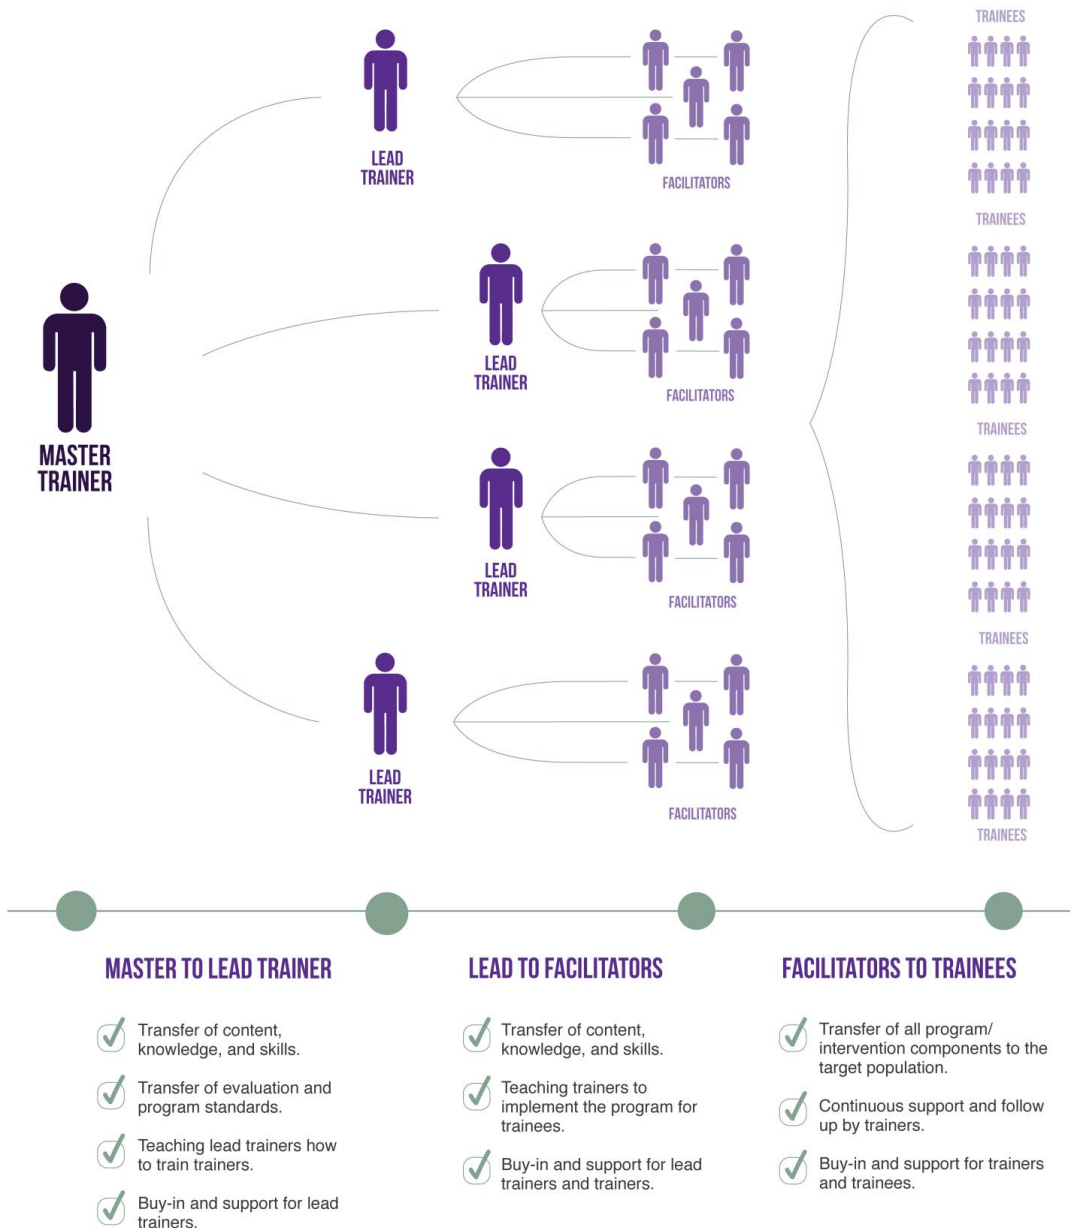 TRAINEES
LEAD
TRAINER
FACILITATORS
TRAINEES
LEAD
TRAINER
FACILITATORS
TRAINEES
MASTER
TRAINER
LEAD
TRAINER
FACILITATORS
TRAINEES
LEAD
TRAINER
FACILITATORS
TRAINEES
MASTER TO LEAD TRAINER
Transfer of content,
knowledge, and skills.
Transfer of evaluation and
program standards.
Teaching lead trainers how
to train trainers.
Buy-in and support for lead
trainers.
LEAD TO FACILITATORS
Transfer of content,
knowledge, and skills.
Teaching trainers to
implement the program for
trainees.
Buy-in and support for lead
trainers and trainers.
FACILITATORS TO TRAINEES
Transfer of all program/
intervention components to the
target population.
Continuous support and follow
up by trainers.
Buy-in and support for trainers
and trainees.